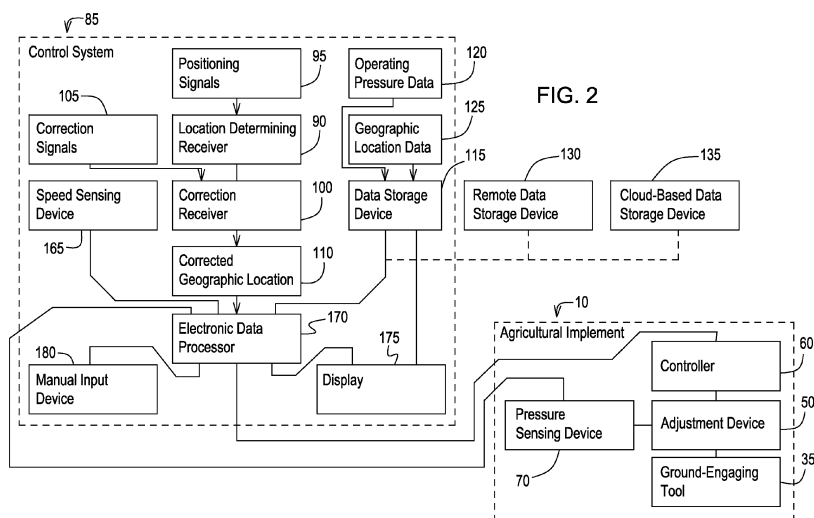 85
Control System
Positioning
Signals
95
Operating
Pressure Data
120
FIG. 2
105
Correction
Signals
Location Determining
Receiver
90
Geographic
Location Data
125
115
Speed Sensing
Device
165
Correction
Receiver
100
Data Storage
Device
Remote Data
Storage Device
130
Cloud-Based Data
Storage Device
135
Corrected
Geographic Location
110
Electronic Data
Processor
170
180
Manual Input
Device
175
Display
10
Agricultural Implement
Controller
60
Pressure
Sensing Device
70
Adjustment Device
50
Ground-Engaging
Tool
35